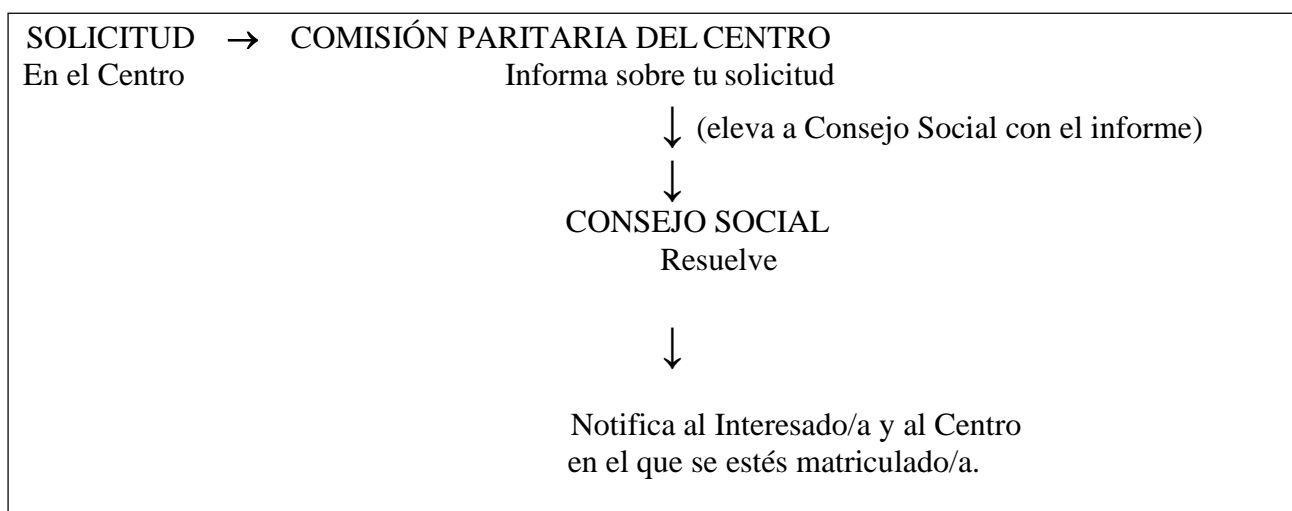 SOLICITUD → COMISIÓN PARITARIA DEL CENTRO
En el Centro Informa sobre tu solicitud
↓ (eleva a Consejo Social con el informe)
↓
CONSEJO SOCIAL
Resuelve
↓
Notifica al Interesado/a y al Centro
en el que se estés matriculado/a.